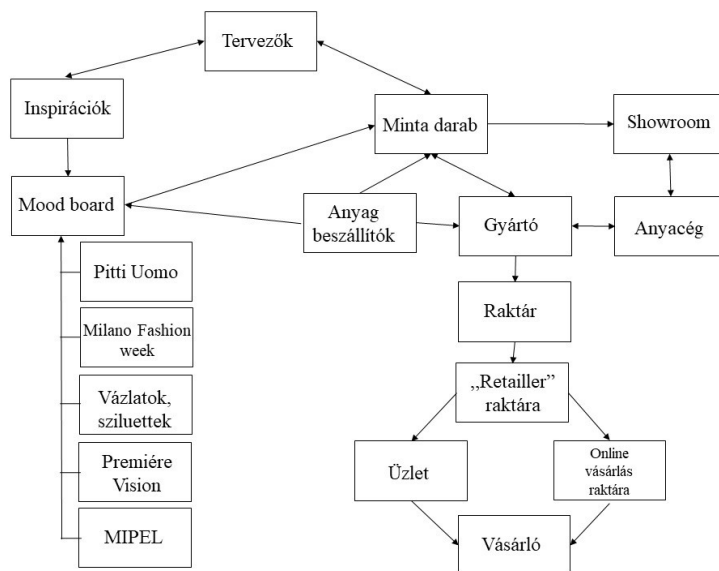 Tervezők
Inspirációk
Minta darab
Showroom
Mood board
Anyag
beszállítók
Gyártó
Anyacég
Pitti Uomo
Milano Fashion
week
Vázlatok,
sziluettek
Premiére
Vision
MIPEL
Raktár
,,Retailler”
raktára
Üzlet
Online
vásárlás
raktára
Vásárló